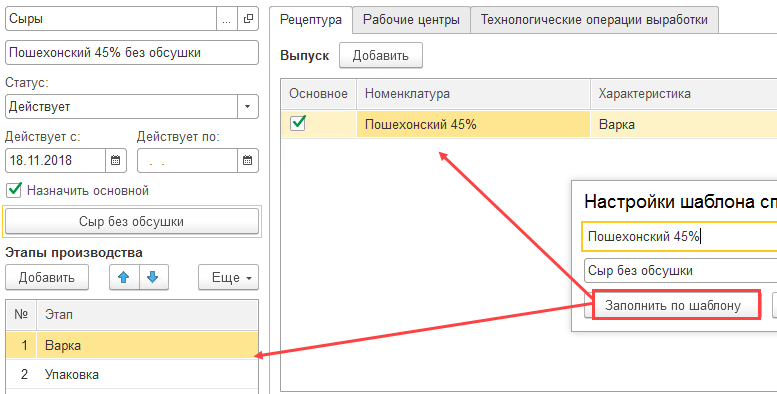 Сыры ...
Пошехонский 45% без обсушки
Статус:
Действует
Действует с: Действует по:
18.11.2018 . .
Назначить основной
Сыр без обсушки
Этапы производства
Добавить Еще
№ Этап
1 Варка
2 Упаковка
Рецептура Рабочие центры Технологические операции выработки
Выпуск Добавить
Основное Номенклатура Характеристика
Пошехонский 45% Варка
Настройки шаблона сп
Пошехонский 45%
Сыр без обсушки
Заполнить по шаблону